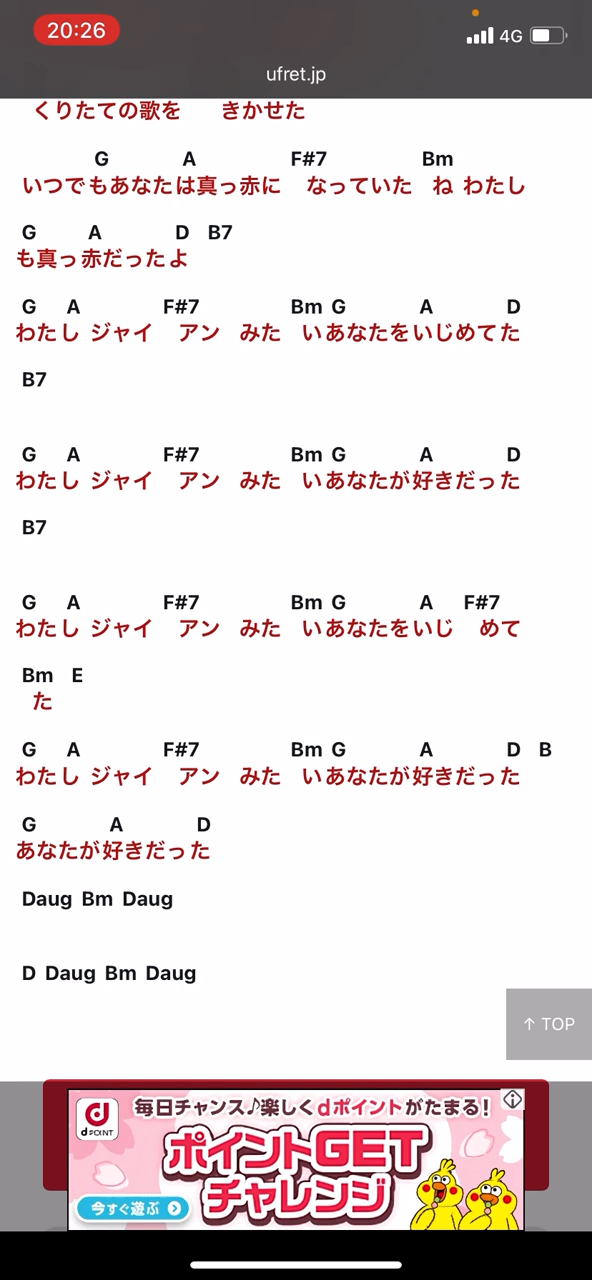 20:26
4G
ufret.jp
くりたての歌を きかせた
G A F#7 Bm
いつでもあなたは真っ赤に なっていた ね わたし
G A D B7
も真っ赤だったよ
G A F#7 Bm G A D
わたし ジャイ アン みた いあなたをいじめてた
B7
G A F#7 Bm G A D
わたし ジャイ アン みた いあなたが好きだった
B7
G A F#7 Bm G A F#7
わたし ジャイ アン みた いあなたをいじ めて
Bm E
た
G A F#7 Bm G A D B
わたし ジャイ アン みた いあなたが好きだった
G A D
あなたが好きだった
Daug Bm Daug
D Daug Bm Daug
↑ TOP
d POINT
毎日チャンス♪楽しくdポイントがたまる!
ポイントGET
チャレンジ
今すぐ遊ぶ